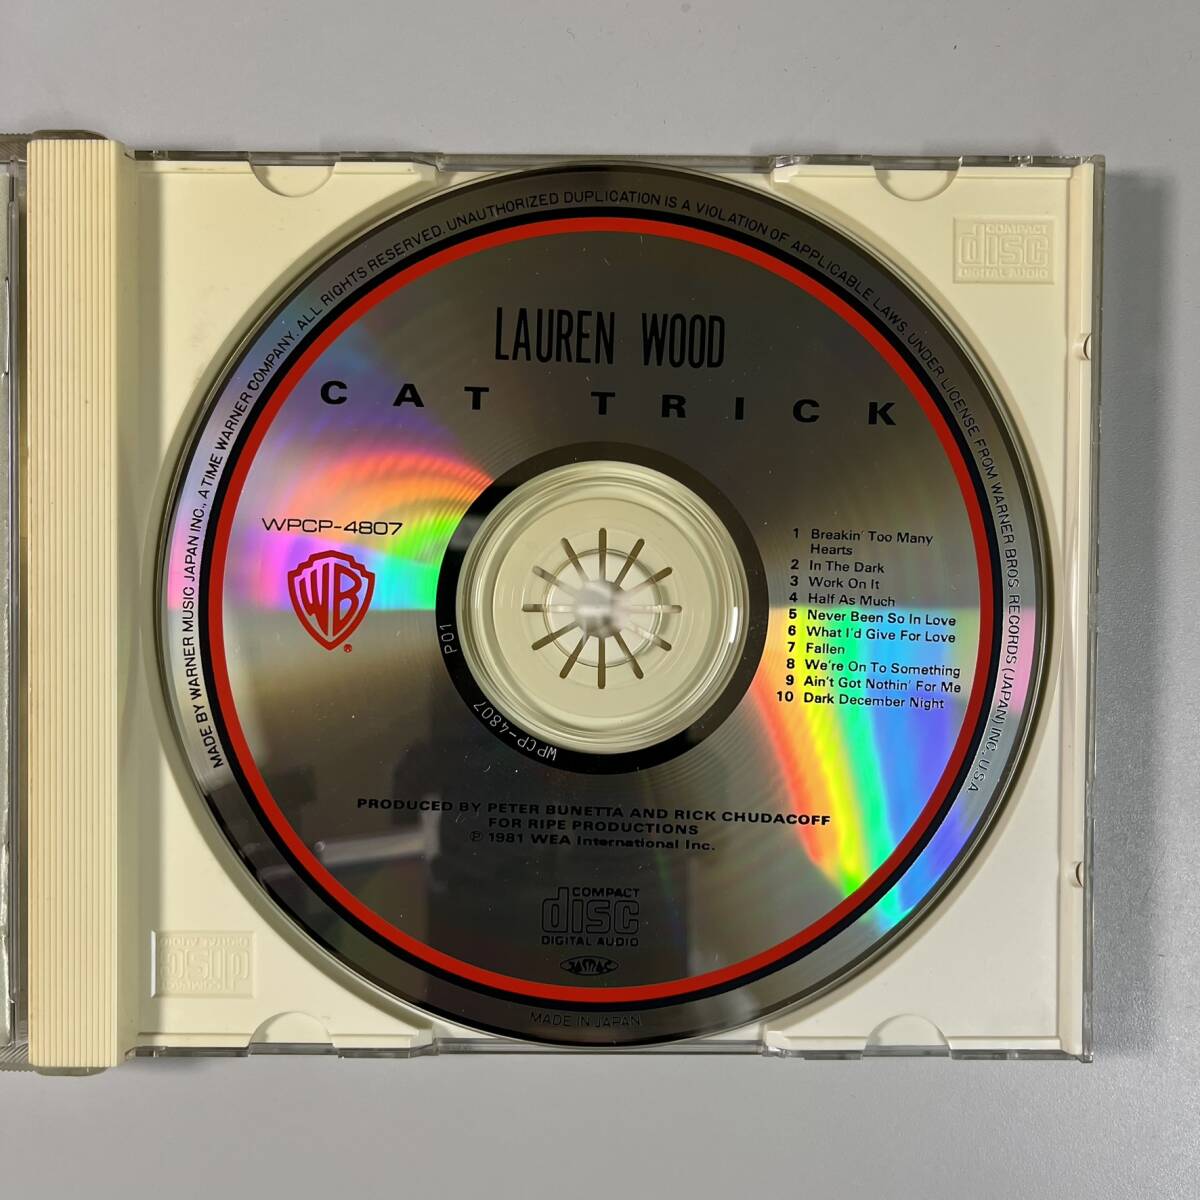 LAUREN WOOD
CAT TRICK
WPCP-4807
WB
®
1 Breakin' Too Many
Hearts
2 In The Dark
3 Work On It
4 Half As Much
5 Never Been So In Love
6 What I'd Give For Love
7 Fallen
8 We're On To Something
9 Ain't Got Nothin' For Me
10 Dark December Night
WPCP-4807 P01
PRODUCED BY PETER BUNETTA AND RICK CHUDACOFF
FOR RIPE PRODUCTIONS
℗ 1981 WEA International Inc.
COMPACT
disc
DIGITAL AUDIO
JASRAC
MADE BY WARNER MUSIC JAPAN INC., A TIME WARNER COMPANY. ALL RIGHTS RESERVED. UNAUTHORIZED DUPLICATION IS A VIOLATION OF APPLICABLE LAWS. UNDER LICENSE FROM WARNER BROS. RECORDS (JAPAN) INC., U.S.A.
MADE IN JAPAN
COMPACT
disc
DIGITAL AUDIO
COMPACT
disc
DIGITAL AUDIO